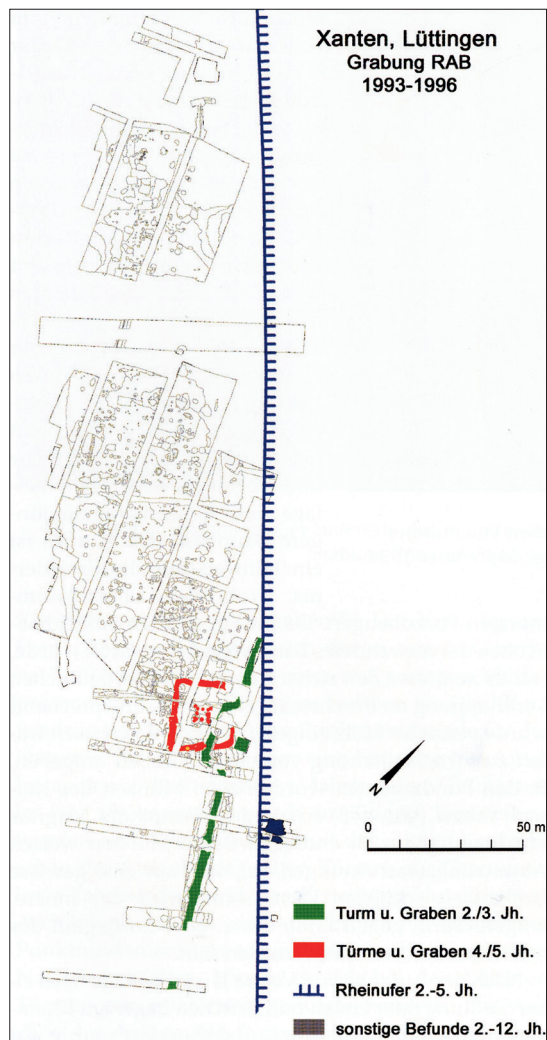 Xanten, Lüttingen
Grabung RAB
1993-1996
N
0
50 m
Turm u. Graben 2./3. Jh.
Türme u. Graben 4./5. Jh.
Rheinufer 2.-5. Jh.
sonstige Befunde 2.-12. Jh.